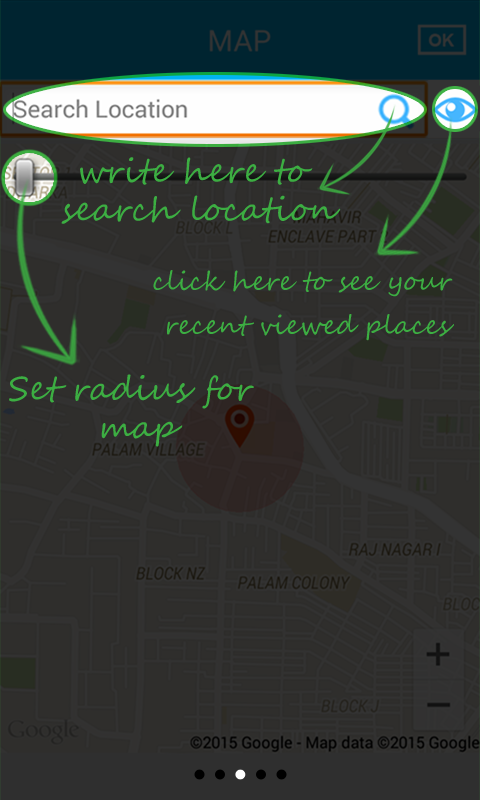 MAP
OK
Search Location
write here to
search location
MAHAVIR
ENCLAVE PART
BLOCK L
click here to see your
recent viewed places
Set radius for
map
PALAM VILLAGE
RAJ NAGAR I
BLOCK NZ
PALAM COLONY
BLOC
+
−
BLOCK J
Google
©2015 Google - Map data ©2015 Google